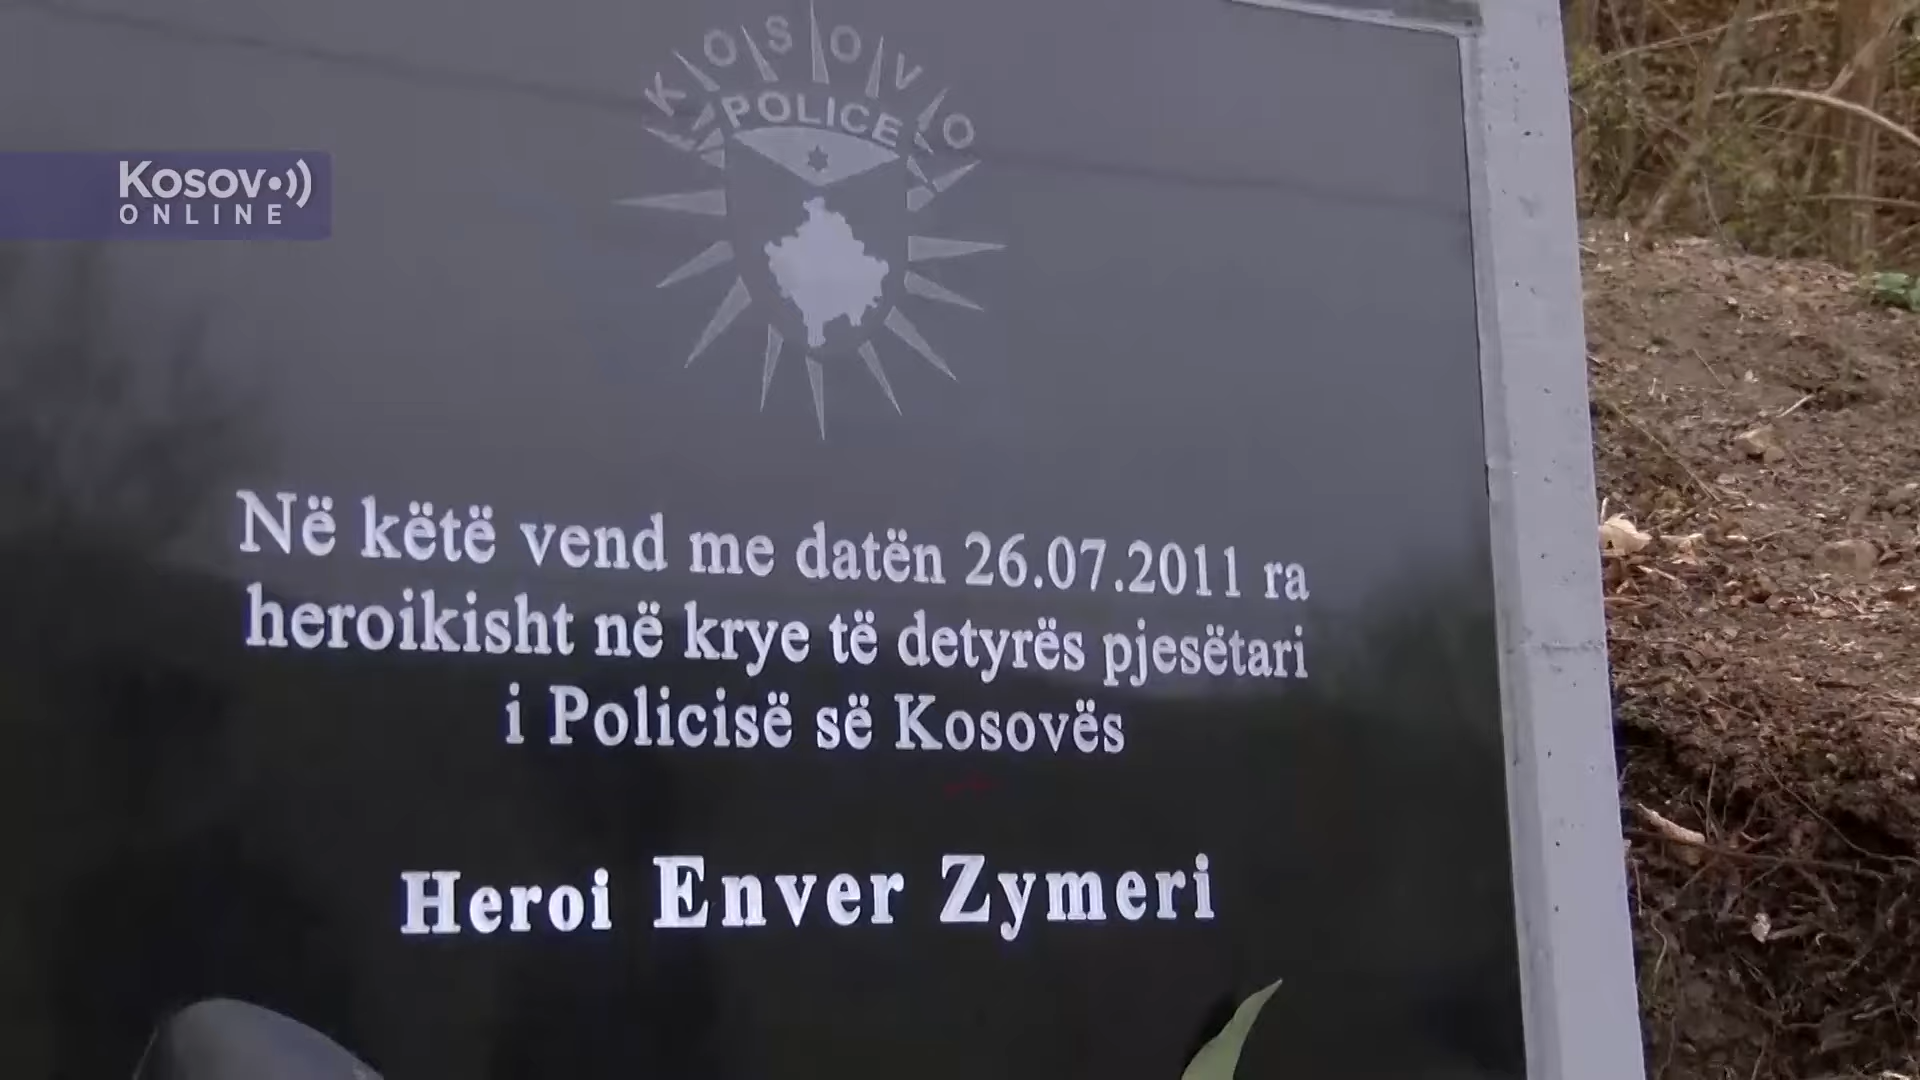 KOSOVO
POLICE
Kosovo
ONLINE
Në këtë vend me datën 26.07.2011 ra
heroikisht në krye të detyrës pjesëtari
i Policisë së Kosovës
Heroi Enver Zymeri